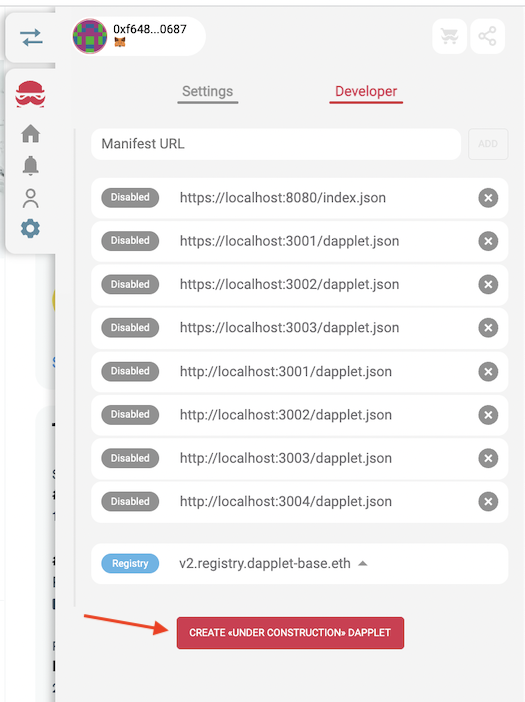 0xf648...0687
Settings
Developer
Manifest URL
ADD
Disabled https://localhost:8080/index.json
Disabled https://localhost:3001/dapplet.json
Disabled https://localhost:3002/dapplet.json
Disabled https://localhost:3003/dapplet.json
Disabled http://localhost:3001/dapplet.json
Disabled http://localhost:3002/dapplet.json
Disabled http://localhost:3003/dapplet.json
Disabled http://localhost:3004/dapplet.json
Registry v2.registry.dapplet-base.eth
CREATE «UNDER CONSTRUCTION» DAPPLET